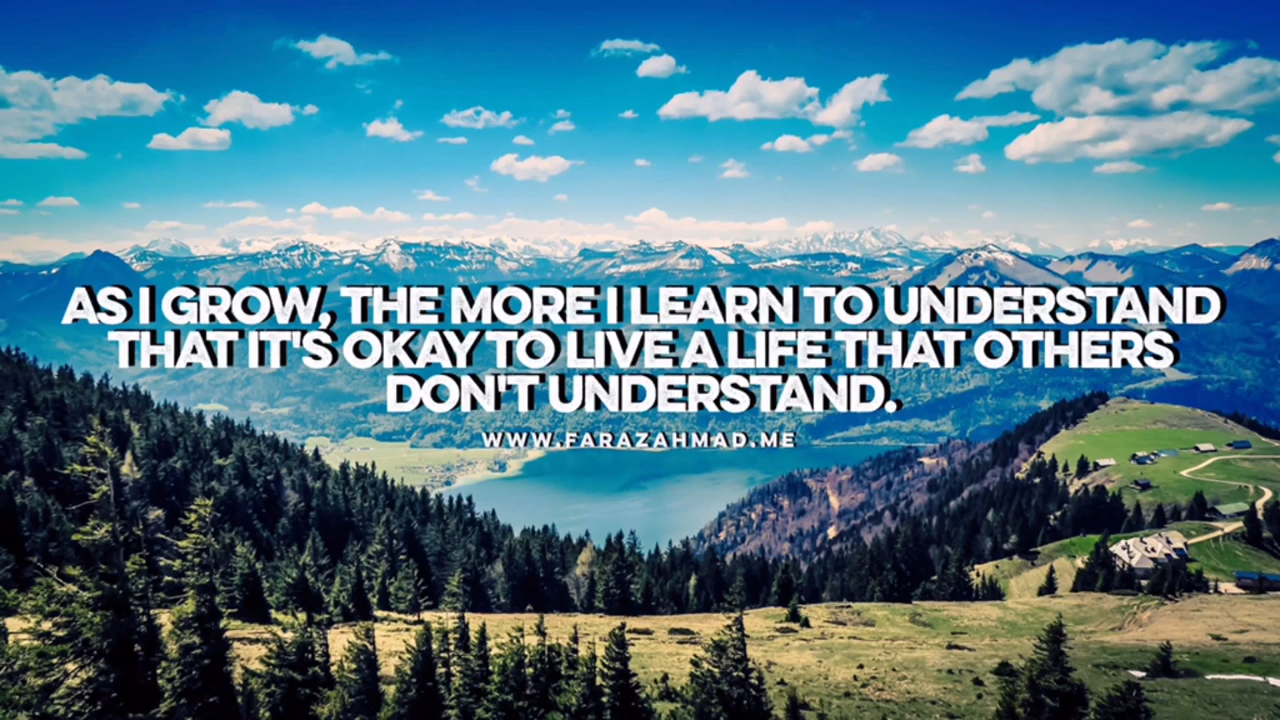 AS I GROW, THE MORE I LEARN TO UNDERSTAND
THAT IT'S OKAY TO LIVE A LIFE THAT OTHERS
DON'T UNDERSTAND.
WWW.FARAZAHMAD.ME